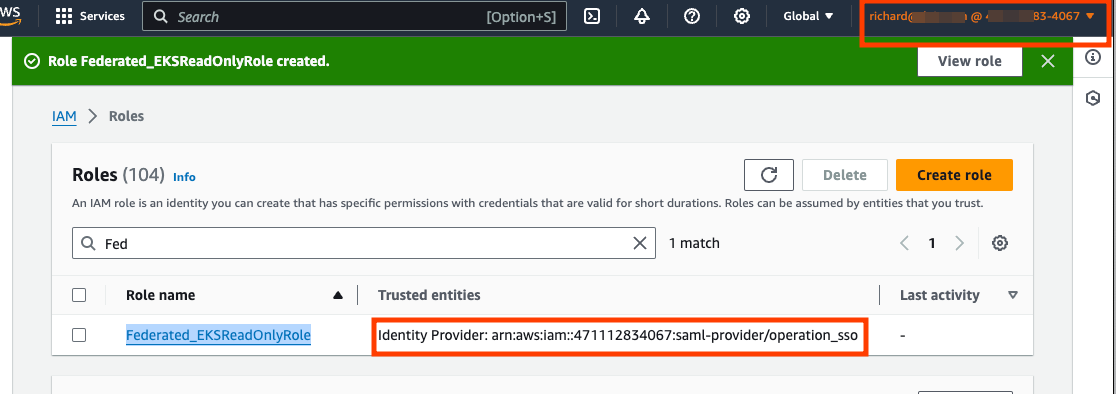 AWS
Services
Search
[Option+S]
Global
richard@ @ 4 83-4067
Role Federated_EKSReadOnlyRole created.
View role
IAM
Roles
Roles (104)
Info
Delete
Create role
An IAM role is an identity you can create that has specific permissions with credentials that are valid for short durations. Roles can be assumed by entities that you trust.
Fed
1 match
1
Role name
Trusted entities
Last activity
Federated_EKSReadOnlyRole
Identity Provider: arn:aws:iam::471112834067:saml-provider/operation_sso
-